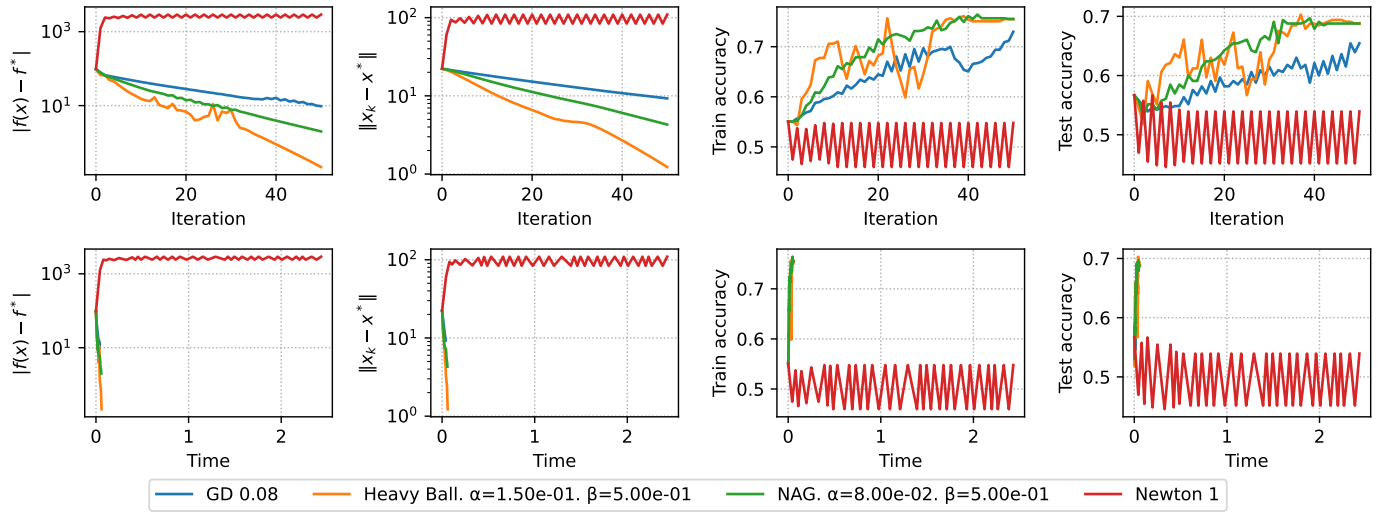 |f(x) − f*|
10³
10¹
0 20 40
Iteration
‖x_k − x*‖
10²
10¹
10⁰
0 20 40
Iteration
Train accuracy
0.7
0.6
0.5
0 20 40
Iteration
Test accuracy
0.7
0.6
0.5
0 20 40
Iteration
|f(x) − f*|
10³
10¹
0 1 2
Time
‖x_k − x*‖
10²
10¹
10⁰
0 1 2
Time
Train accuracy
0.7
0.6
0.5
0 1 2
Time
Test accuracy
0.7
0.6
0.5
0 1 2
Time
GD 0.08 Heavy Ball. α=1.50e-01. β=5.00e-01 NAG. α=8.00e-02. β=5.00e-01 Newton 1